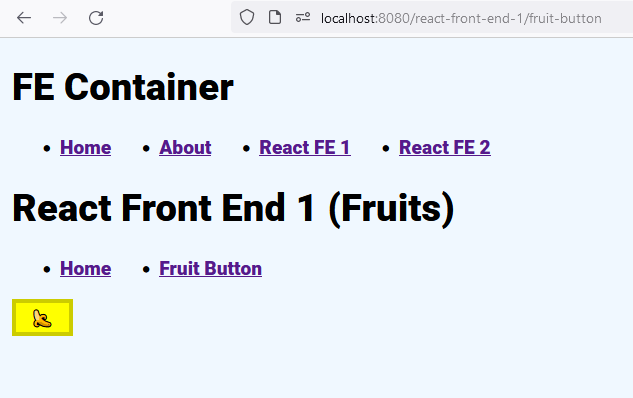 localhost:8080/react-front-end-1/fruit-button
FE Container
Home About React FE 1 React FE 2
React Front End 1 (Fruits)
Home Fruit Button